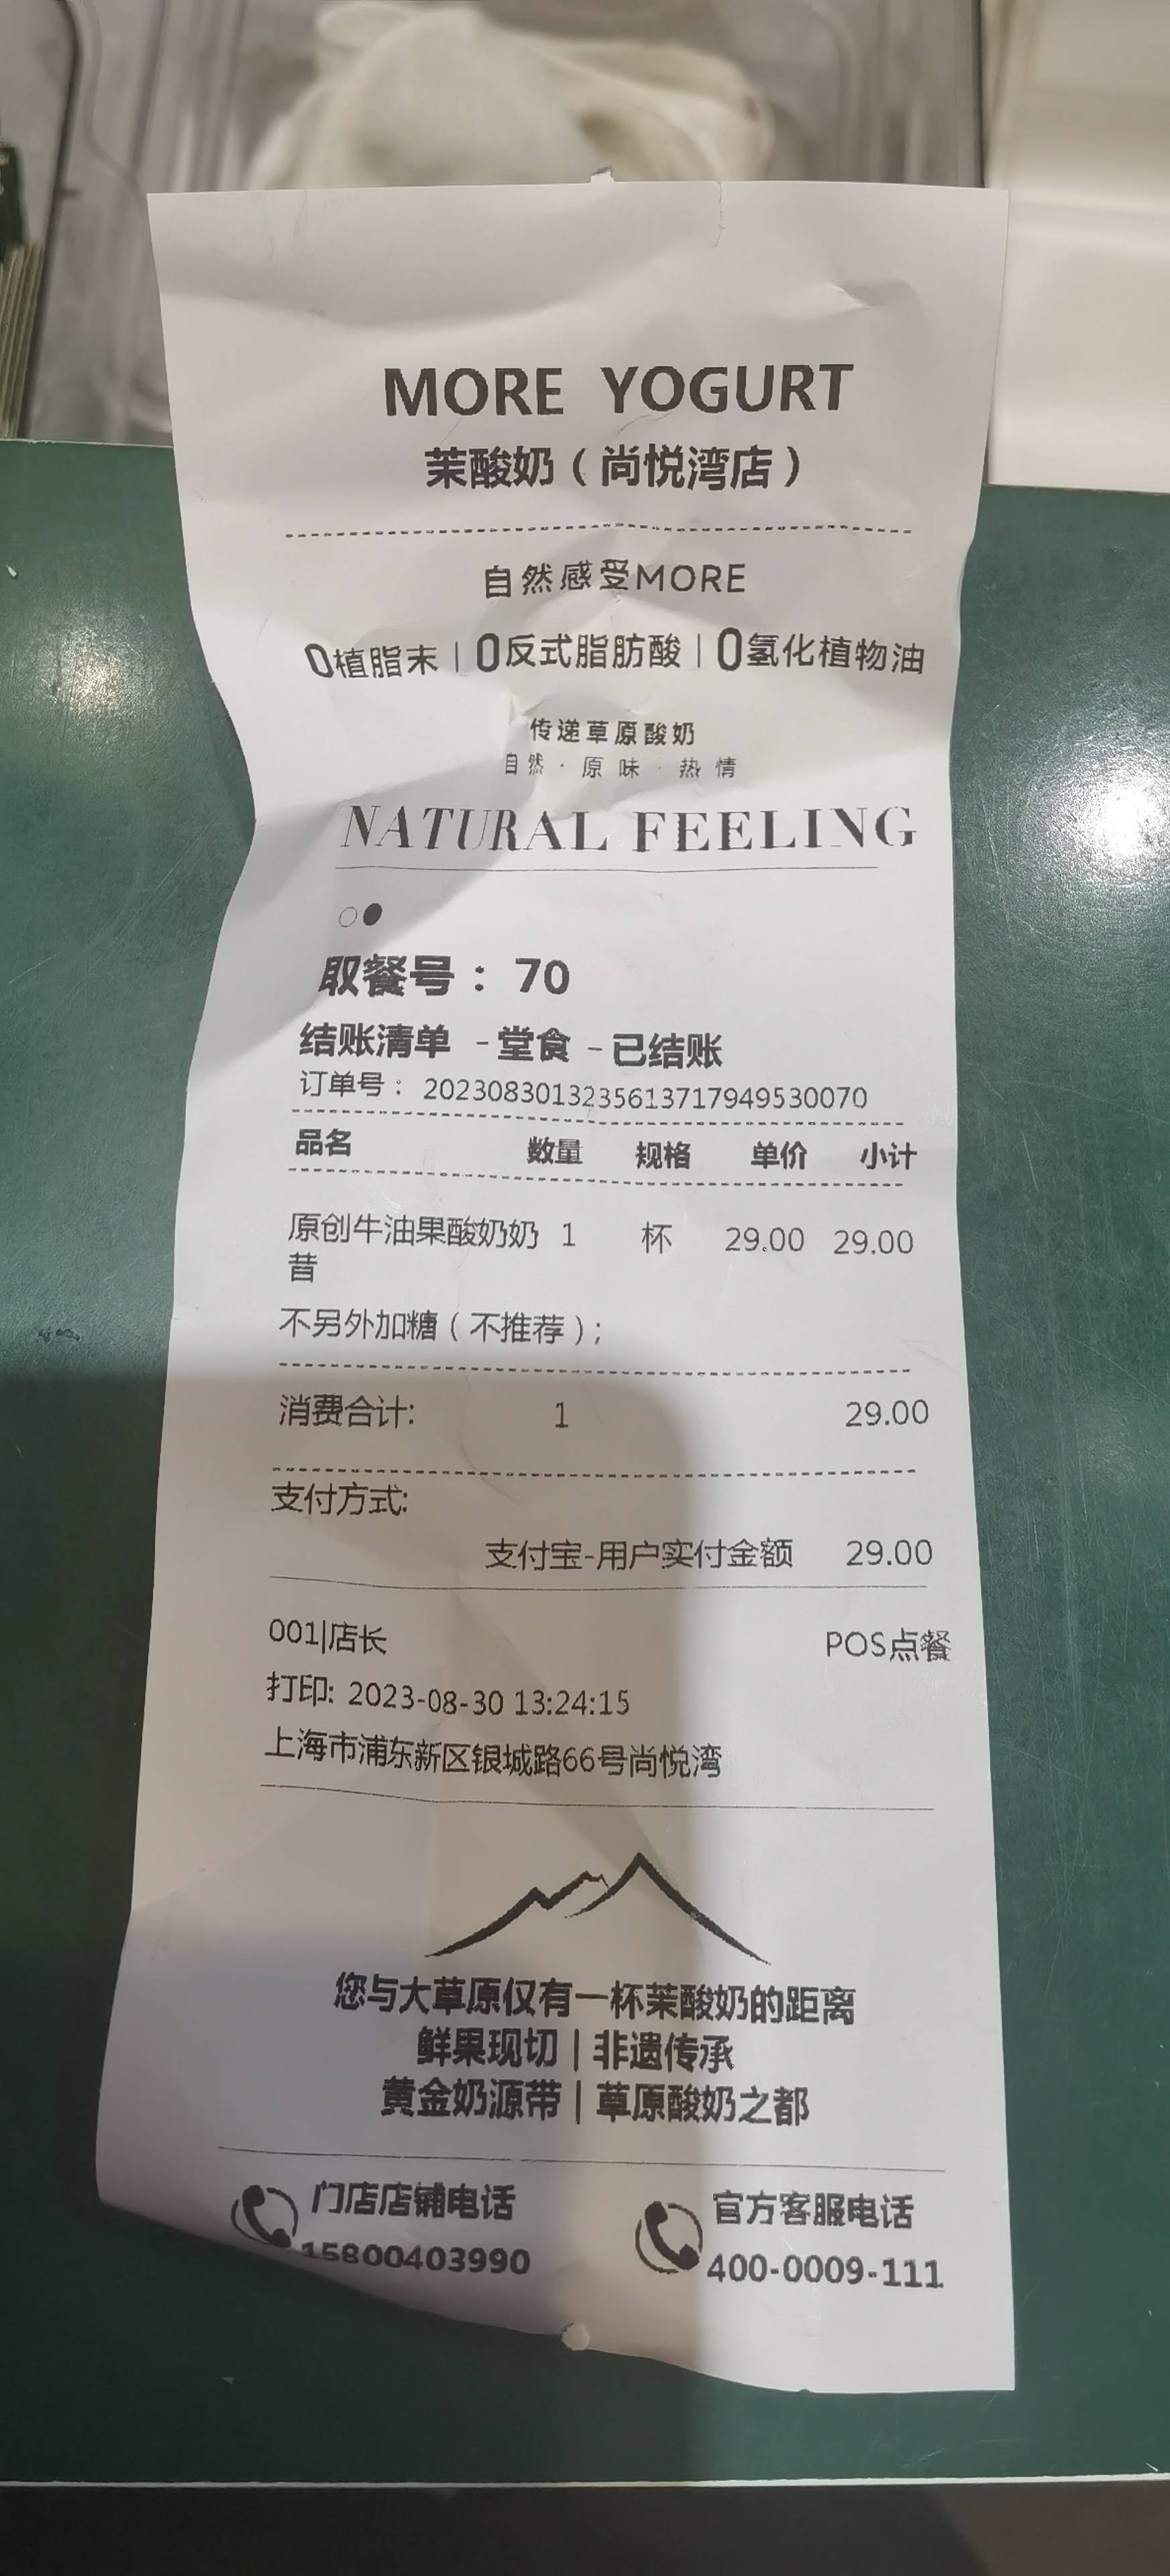 MORE YOGURT
茉酸奶（尚悦湾店）
自然感受MORE
0植脂末｜0反式脂肪酸｜0氢化植物油
传递草原酸奶
自然·原味·热情
NATURAL FEELING
取餐号：70
结账清单 -堂食 -已结账
订单号：20230830132356137179495300​70
品名 数量 规格 单价 小计
原创牛油果酸奶奶 1 杯 29.00 29.00
昔
不另外加糖（不推荐）；
消费合计: 1 29.00
支付方式:
支付宝-用户实付金额 29.00
001|店长 POS点餐
打印: 2023-08-30 13:24:15
上海市浦东新区银城路66号尚悦湾
您与大草原仅有一杯茉酸奶的距离
鲜果现切｜非遗传承
黄金奶源带｜草原酸奶之都
门店店铺电话 官方客服电话
15800403990 400-0009-111